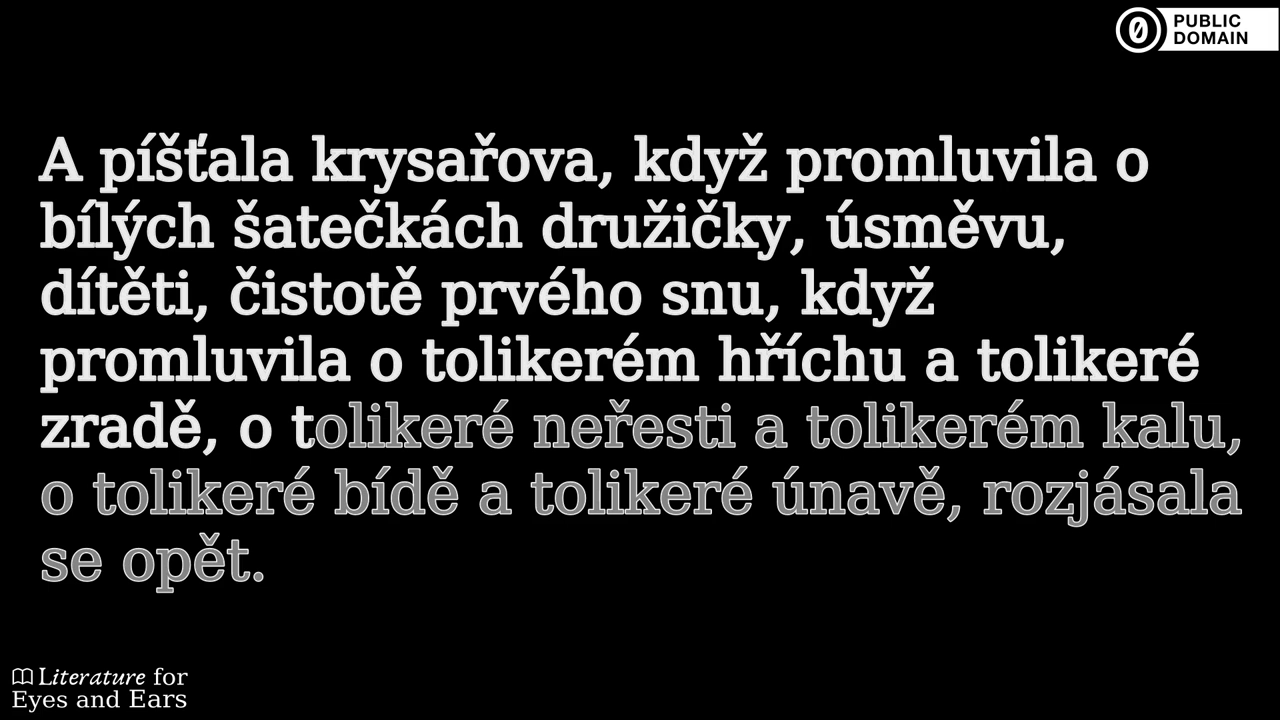 PUBLIC
DOMAIN
A píšťala krysařova, když promluvila o
bílých šatečkách družičky, úsměvu,
dítěti, čistotě prvého snu, když
promluvila o tolikerém hříchu a tolikeré
zradě, o tolikeré neřesti a tolikerém kalu,
o tolikeré bídě a tolikeré únavě, rozjásala
se opět.
Literature for
Eyes and Ears